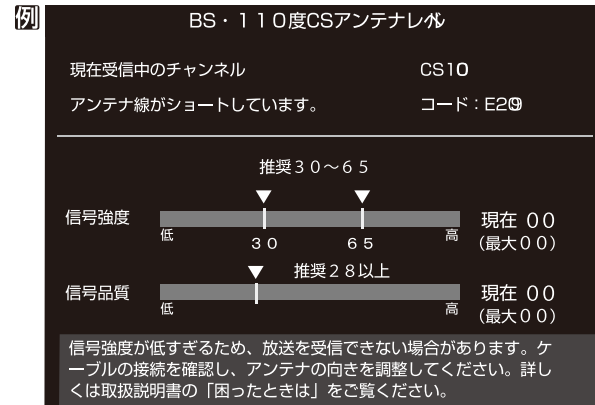 例
BS・110度CSアンテナレベル
現在受信中のチャンネル CS10
アンテナ線がショートしています。 コード：E209
推奨30～65
信号強度 低 30 65 高 現在 00
(最大00)
推奨28以上
信号品質 低 高 現在 00
(最大00)
信号強度が低すぎるため、放送を受信できない場合があります。ケ
ーブルの接続を確認し、アンテナの向きを調整してください。詳し
くは取扱説明書の「困ったときは」をご覧ください。